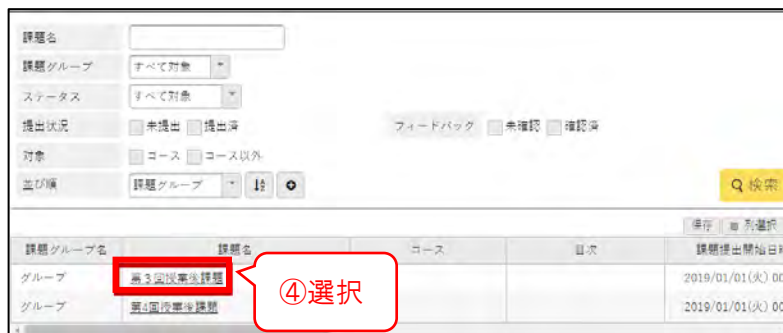 課題名
課題グループ すべて対象
ステータス すべて対象
提出状況 未提出 提出済 フィードバック 未確認 確認済
対象 コース コース以外
並び順 課題グループ 検索
保存 列選択
課題グループ名 課題名 コース 目次 課題提出開始日時
グループ 第3回授業後課題 2019/01/01(火) 00
グループ 第4回授業後課題 2019/01/01(火) 00
④選択